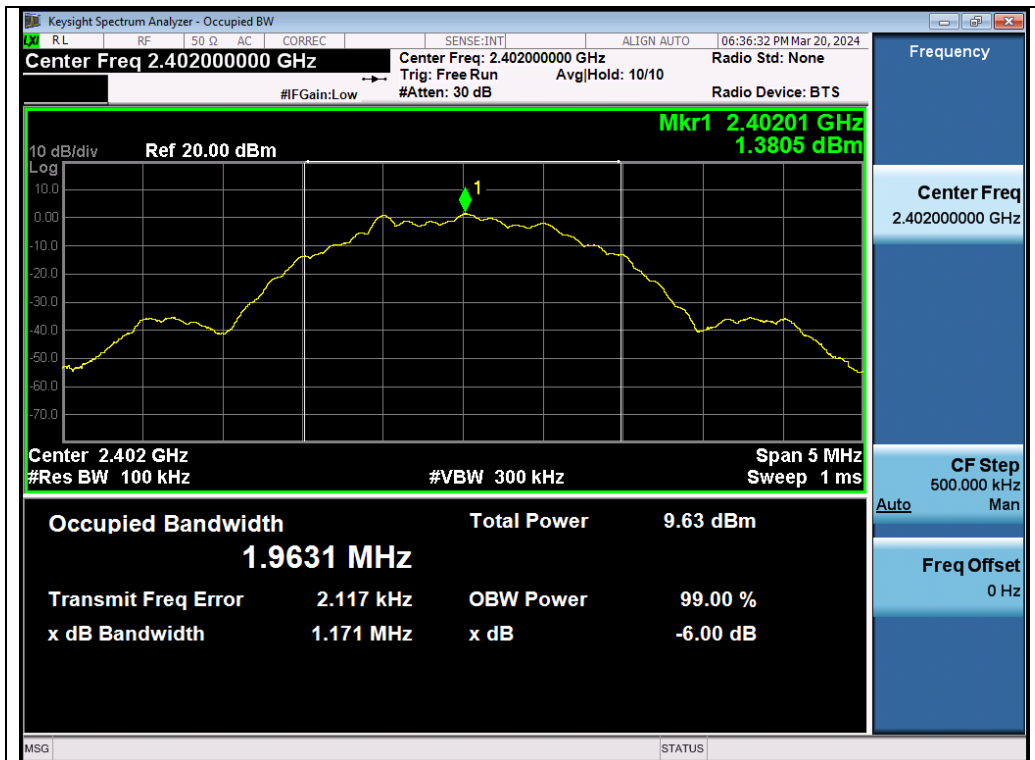 Keysight Spectrum Analyzer - Occupied BW
LXI RL RF 50 Ω AC CORREC SENSE:INT ALIGN AUTO 06:36:32 PM Mar 20, 2024
Center Freq 2.402000000 GHz
Center Freq: 2.402000000 GHz Radio Std: None
Trig: Free Run Avg|Hold: 10/10
#IFGain:Low #Atten: 30 dB Radio Device: BTS
Frequency
Mkr1 2.40201 GHz
10 dB/div Ref 20.00 dBm 1.3805 dBm
Log
10.0
1
0.00
-10.0
-20.0
-30.0
-40.0
-50.0
-60.0
-70.0
Center 2.402 GHz Span 5 MHz
#Res BW 100 kHz #VBW 300 kHz Sweep 1 ms
Center Freq
2.402000000 GHz
CF Step
500.000 kHz
Auto Man
Freq Offset
0 Hz
Occupied Bandwidth Total Power 9.63 dBm
1.9631 MHz
Transmit Freq Error 2.117 kHz OBW Power 99.00 %
x dB Bandwidth 1.171 MHz x dB -6.00 dB
MSG STATUS